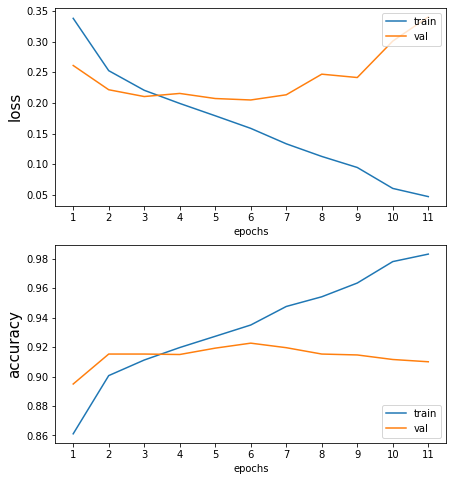 0.35
0.30
0.25
0.20
0.15
0.10
0.05
loss
train
val
1 2 3 4 5 6 7 8 9 10 11
epochs
0.98
0.96
0.94
0.92
0.90
0.88
0.86
accuracy
train
val
1 2 3 4 5 6 7 8 9 10 11
epochs